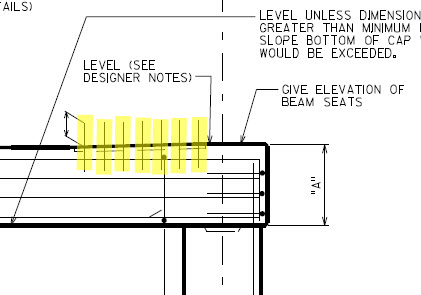 TAILS)
LEVEL UNLESS DIMENSION
GREATER THAN MINIMUM
SLOPE BOTTOM OF CAP
WOULD BE EXCEEDED.
LEVEL (SEE
DESIGNER NOTES)
GIVE ELEVATION OF
BEAM SEATS
"A"